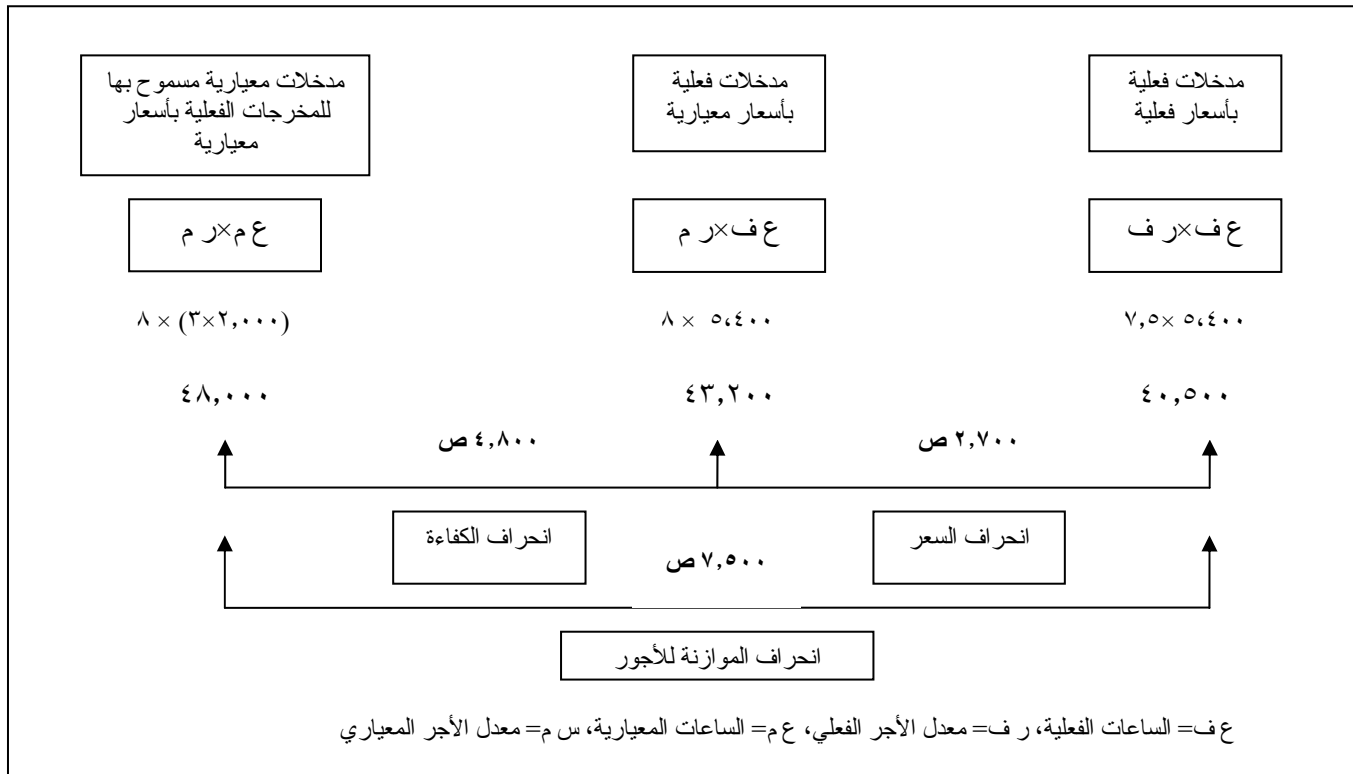 مدخلات فعلية
بأسعار فعلية
مدخلات فعلية
بأسعار معيارية
مدخلات معيارية مسموح بها
للمخرجات الفعلية بأسعار
معيارية
ع ف×ر ف
ع ف×ر م
ع م×ر م
٧,٥× ٥،٤٠٠
٨ × ٥،٤٠٠
٨ × (٣×٢,٠٠٠)
٤٠,٥٠٠
٤٣,٢٠٠
٤٨,٠٠٠
٢,٧٠٠ ص
٤,٨٠٠ ص
انحراف السعر
انحراف الكفاءة
٧,٥٠٠ ص
انحراف الموازنة للأجور
ع ف= الساعات الفعلية، ر ف= معدل الأجر الفعلي، ع م= الساعات المعيارية، س م= معدل الأجر المعياري